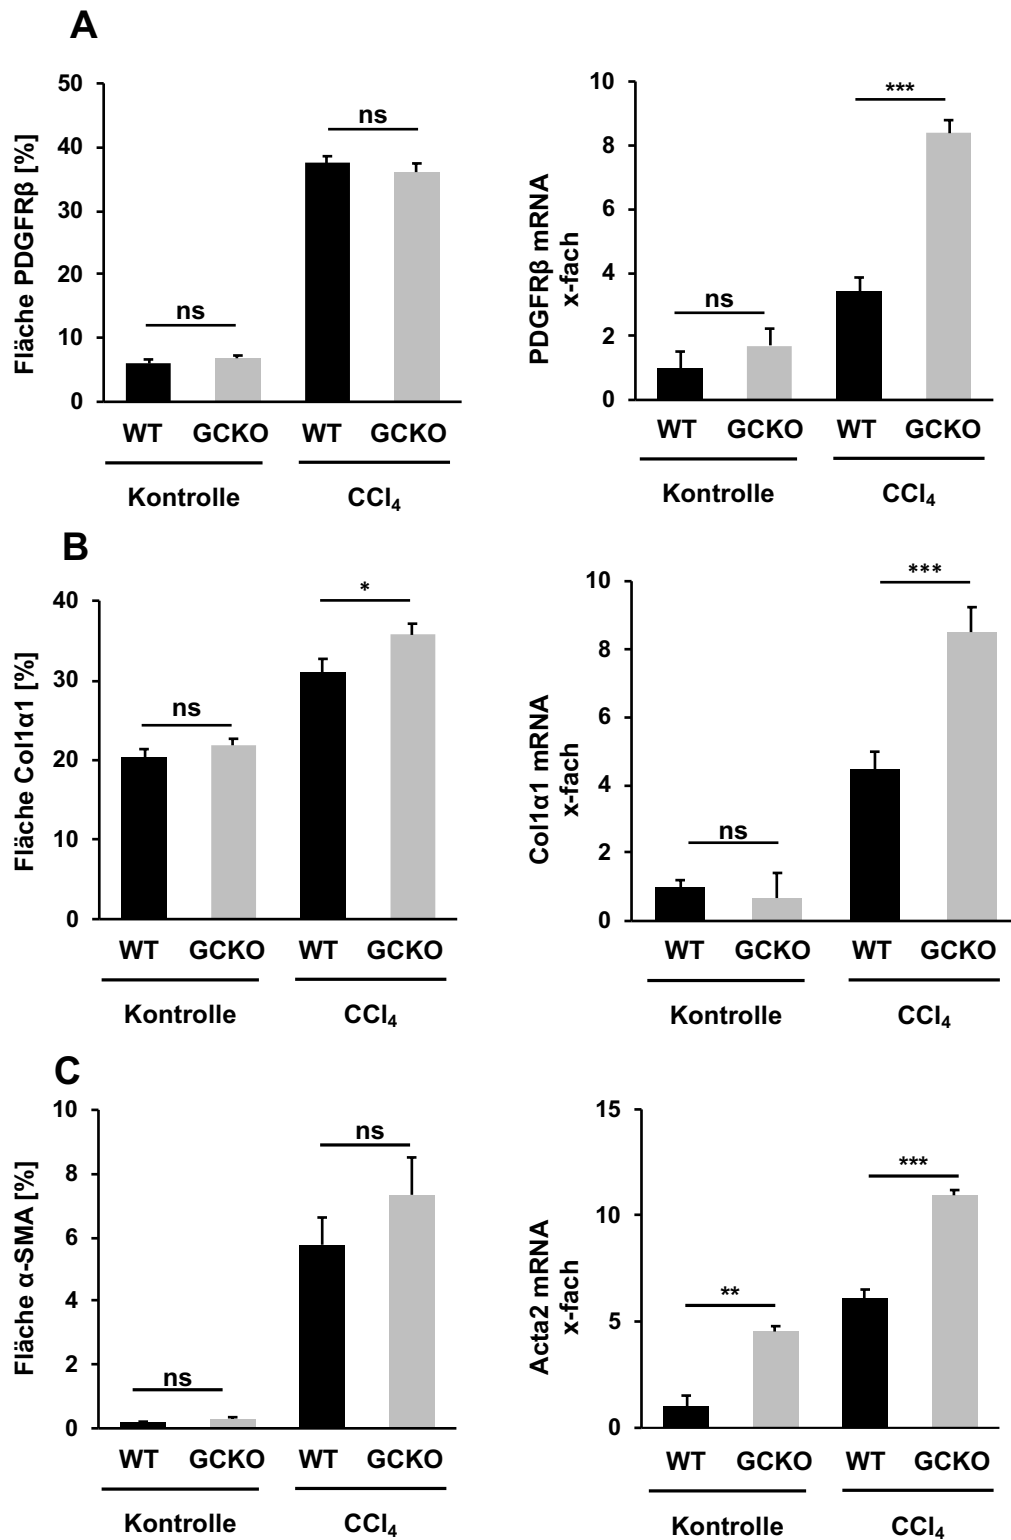 A
Fläche PDGFRβ [%]
50
40
30
20
10
0
ns
ns
WT GCKO WT GCKO
Kontrolle CCl₄
PDGFRβ mRNA
x-fach
10
8
6
4
2
0
ns
***
WT GCKO WT GCKO
Kontrolle CCl₄
B
Fläche Col1α1 [%]
40
30
20
10
0
ns
*
WT GCKO WT GCKO
Kontrolle CCl₄
Col1α1 mRNA
x-fach
10
8
6
4
2
0
ns
***
WT GCKO WT GCKO
Kontrolle CCl₄
C
Fläche α-SMA [%]
10
8
6
4
2
0
ns
ns
WT GCKO WT GCKO
Kontrolle CCl₄
Acta2 mRNA
x-fach
15
10
5
0
**
***
WT GCKO WT GCKO
Kontrolle CCl₄